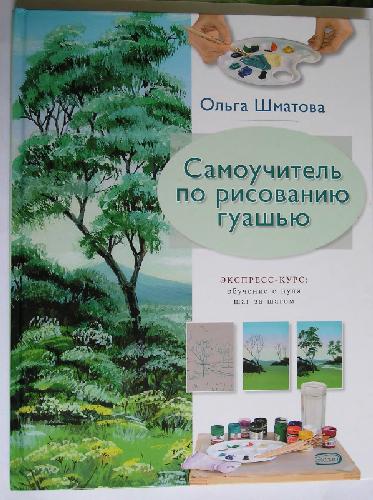 Ольга Шматова
Самоучитель
по рисованию
гуашью
ЭКСПРЕСС-КУРС:
обучение с нуля
шаг за шагом